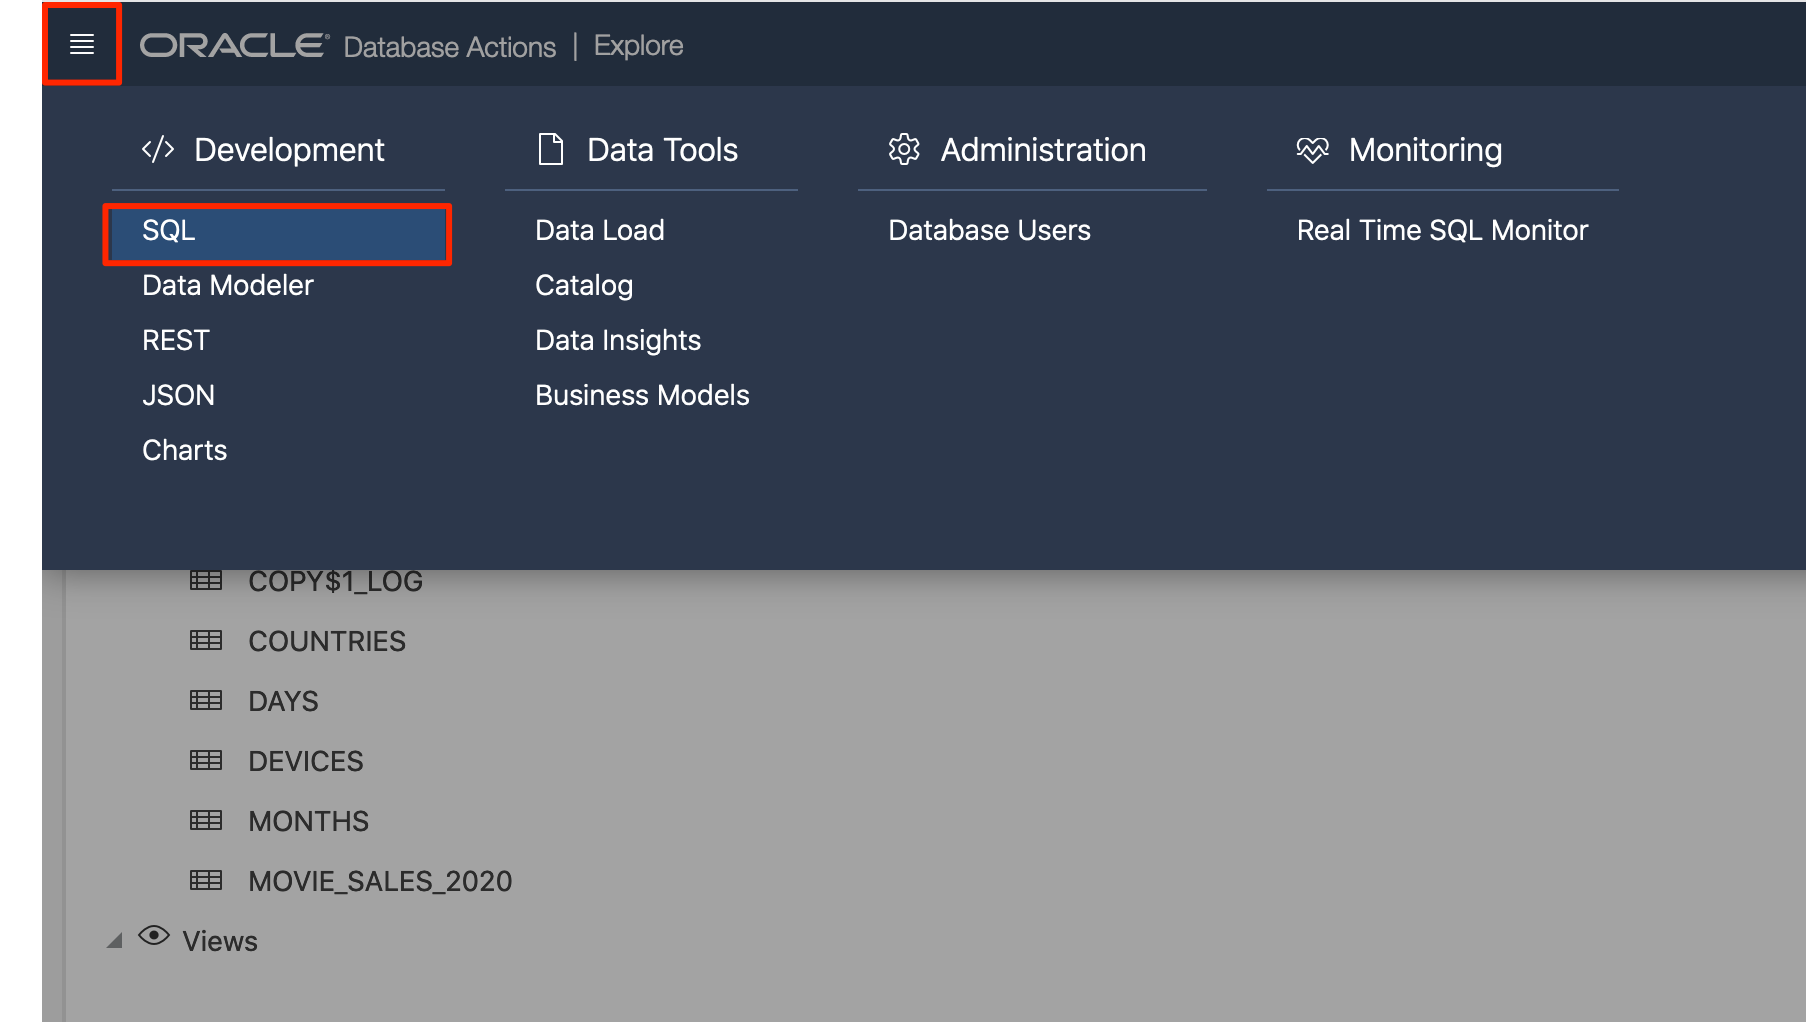 ORACLE® Database Actions | Explore
Development
SQL
Data Modeler
REST
JSON
Charts
Data Tools
Data Load
Catalog
Data Insights
Business Models
Administration
Database Users
Monitoring
Real Time SQL Monitor
COPY$1_LOG
COUNTRIES
DAYS
DEVICES
MONTHS
MOVIE_SALES_2020
Views